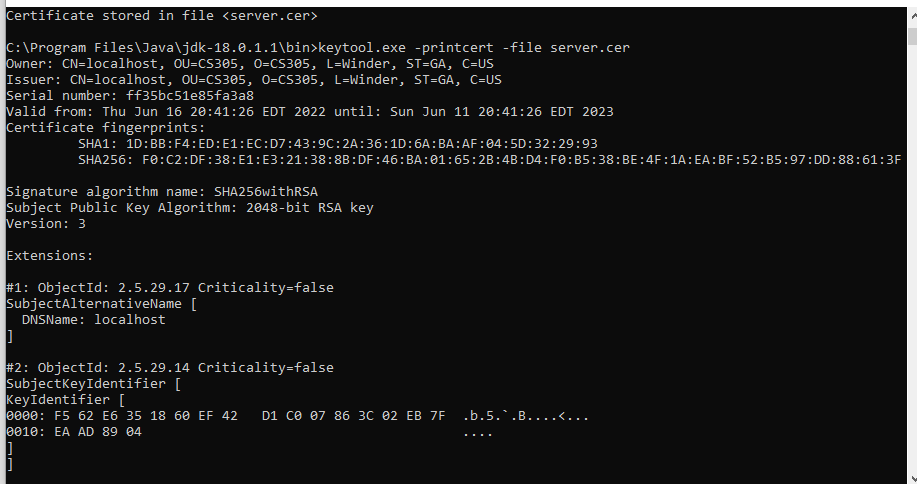 Certificate stored in file <server.cer>
C:\Program Files\Java\jdk-18.0.1.1\bin>keytool.exe -printcert -file server.cer
Owner: CN=localhost, OU=CS305, O=CS305, L=Winder, ST=GA, C=US
Issuer: CN=localhost, OU=CS305, O=CS305, L=Winder, ST=GA, C=US
Serial number: ff35bc51e85fa3a8
Valid from: Thu Jun 16 20:41:26 EDT 2022 until: Sun Jun 11 20:41:26 EDT 2023
Certificate fingerprints:
SHA1: 1D:BB:F4:ED:E1:EC:D7:43:9C:2A:36:1D:6A:BA:AF:04:5D:32:29:93
SHA256: F0:C2:DF:38:E1:E3:21:38:8B:DF:46:BA:01:65:2B:4B:D4:F0:B5:38:BE:4F:1A:EA:BF:52:B5:97:DD:88:61:3F
Signature algorithm name: SHA256withRSA
Subject Public Key Algorithm: 2048-bit RSA key
Version: 3
Extensions:
#1: ObjectId: 2.5.29.17 Criticality=false
SubjectAlternativeName [
DNSName: localhost
]
#2: ObjectId: 2.5.29.14 Criticality=false
SubjectKeyIdentifier [
KeyIdentifier [
0000: F5 62 E6 35 18 60 EF 42   D1 C0 07 86 3C 02 EB 7F  .b.5.`.B....<...
0010: EA AD 89 04                                        ....
]
]